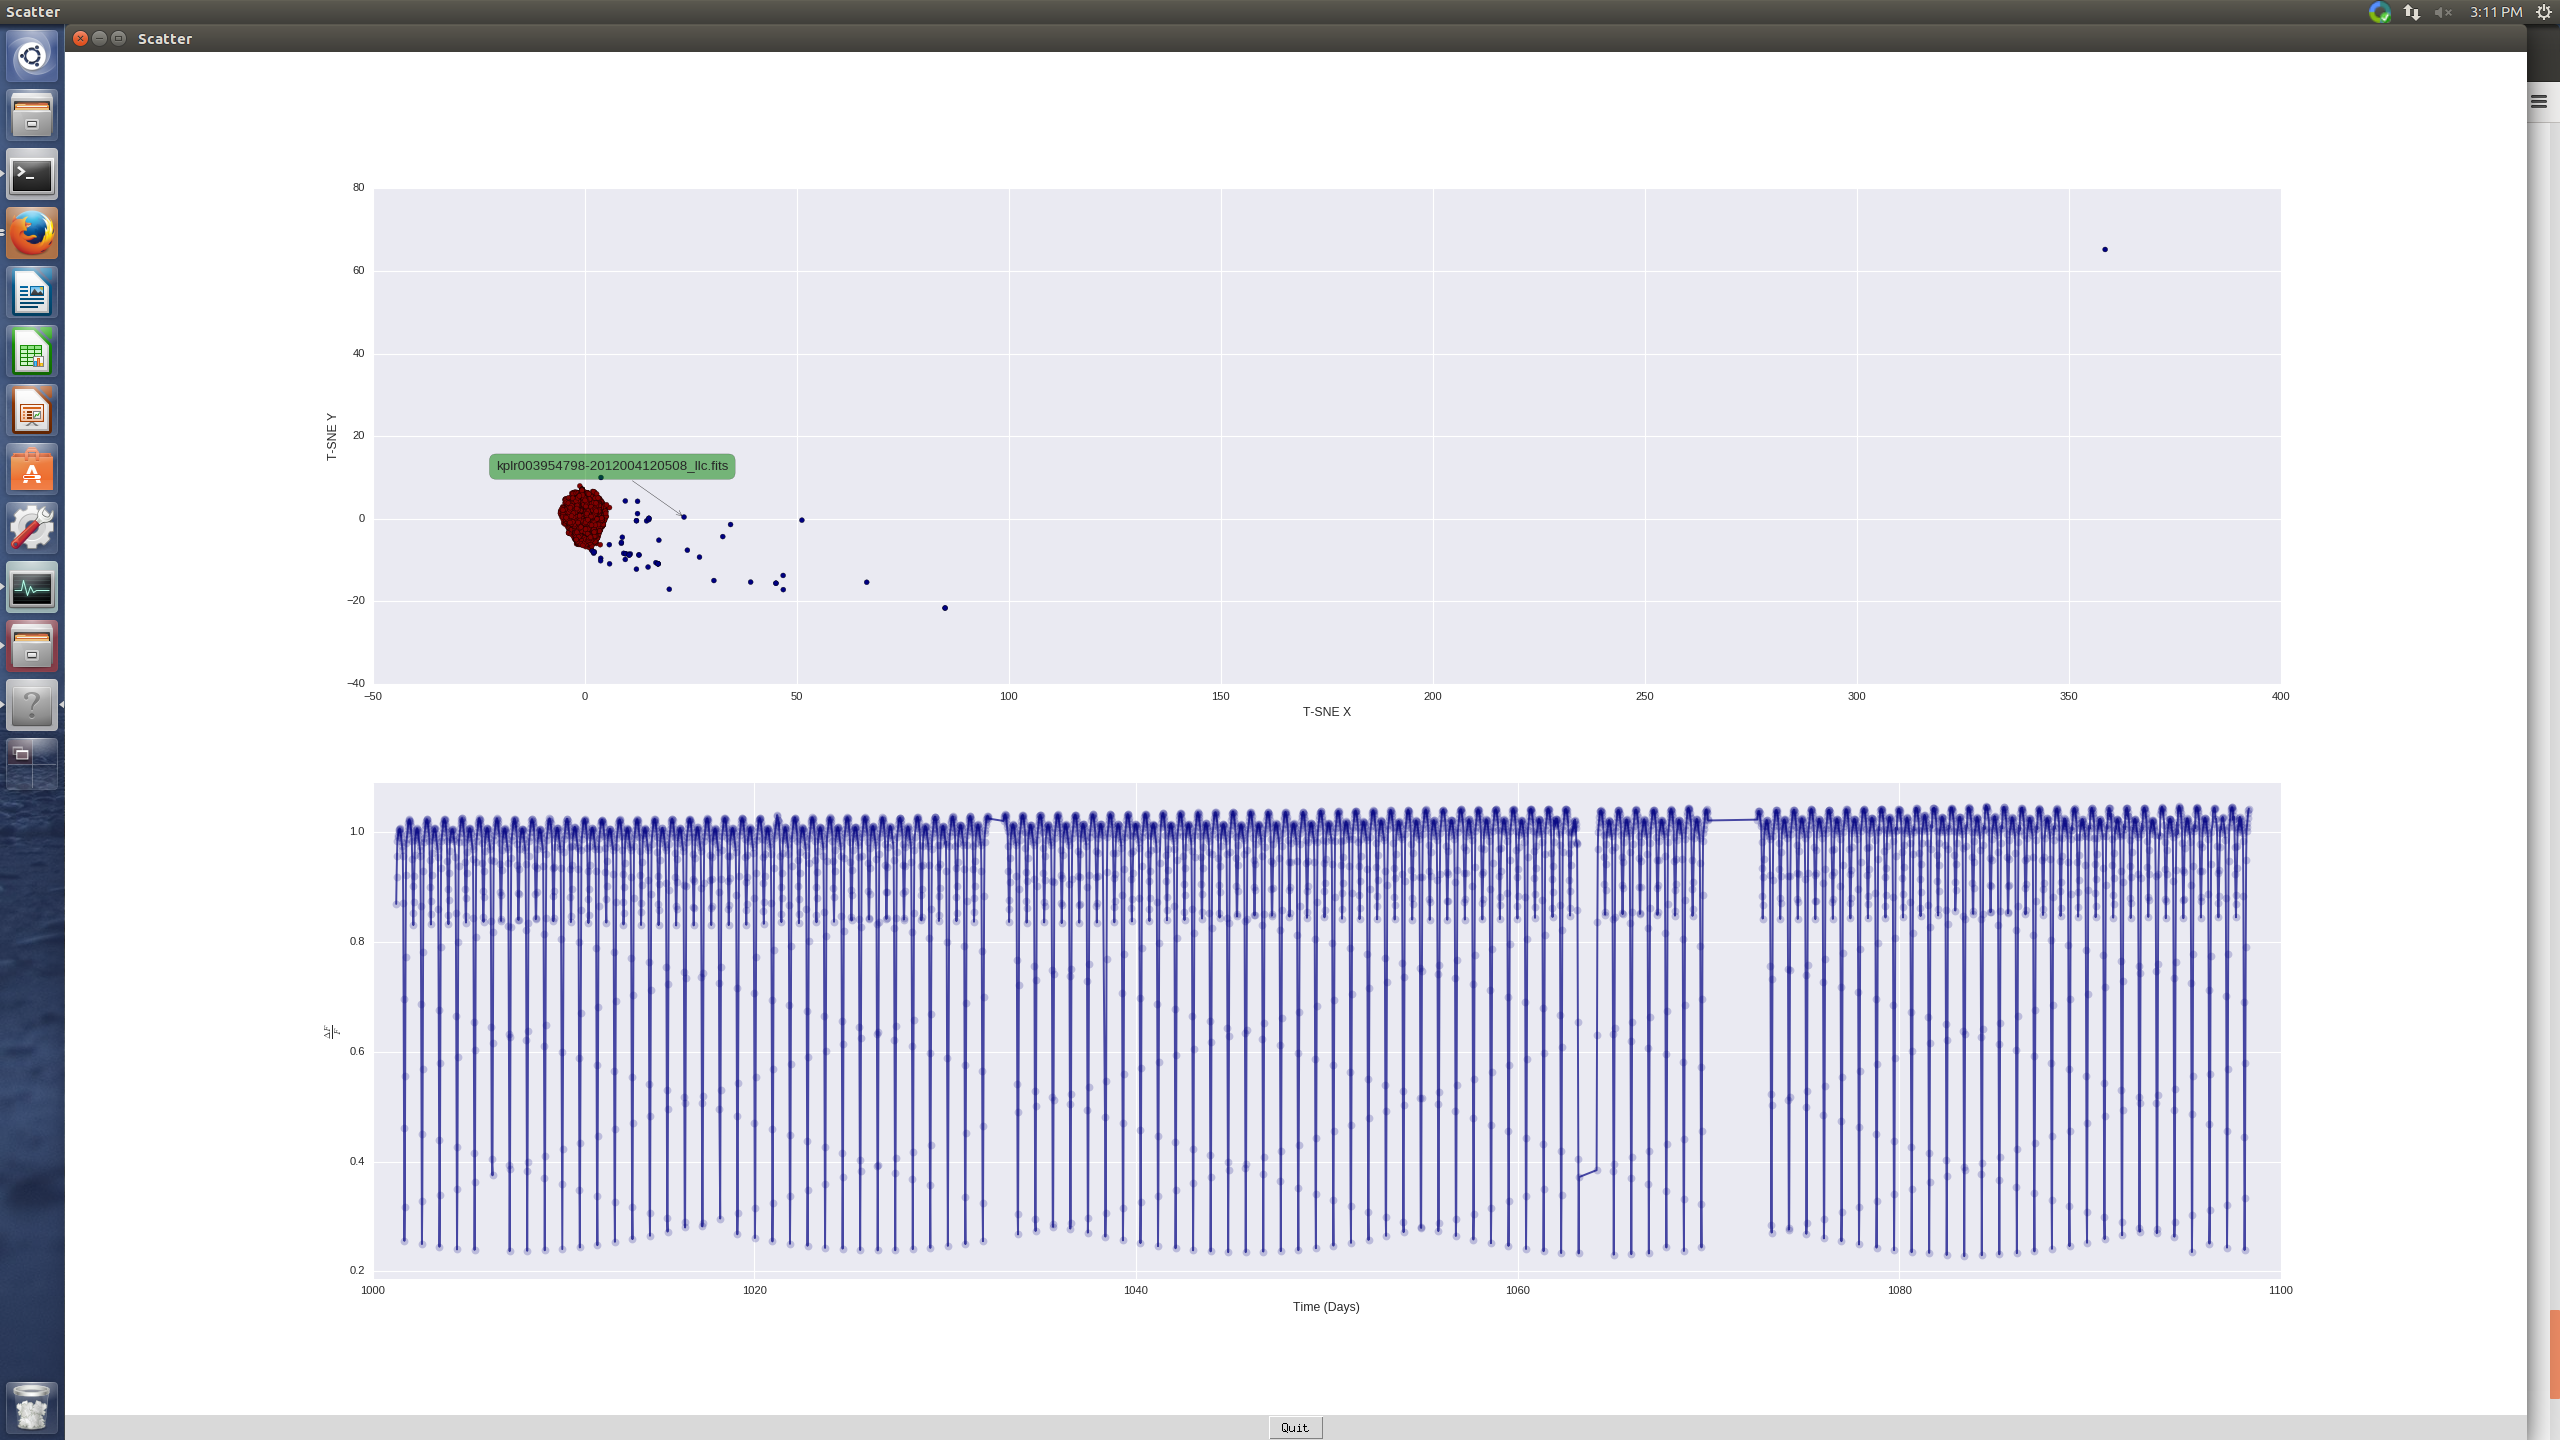 Scatter
3:11 PM
Scatter
80
60
40
20
0
−20
−40
T-SNE Y
kplr003954798-2012004120508_llc.fits
−50 0 50 100 150 200 250 300 350 400
T-SNE X
1.0
0.8
0.6
0.4
0.2
ΔF
F
1000 1020 1040 1060 1080 1100
Time (Days)
Quit